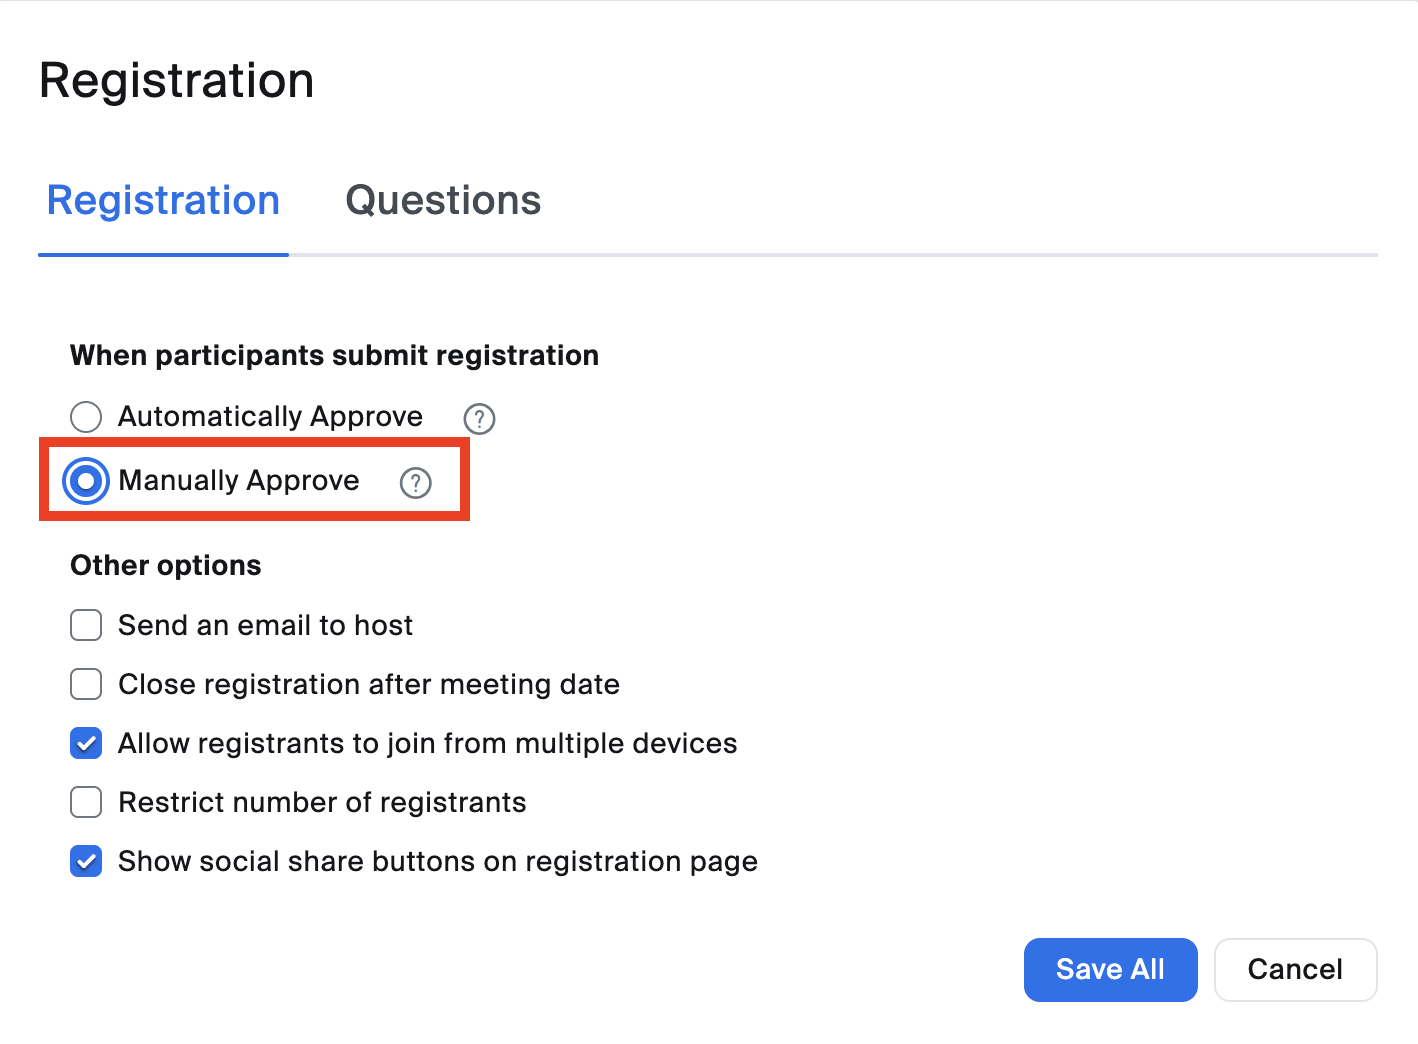 Registration
Registration Questions
When participants submit registration
Automatically Approve ?
Manually Approve ?
Other options
Send an email to host
Close registration after meeting date
Allow registrants to join from multiple devices
Restrict number of registrants
Show social share buttons on registration page
Save All Cancel